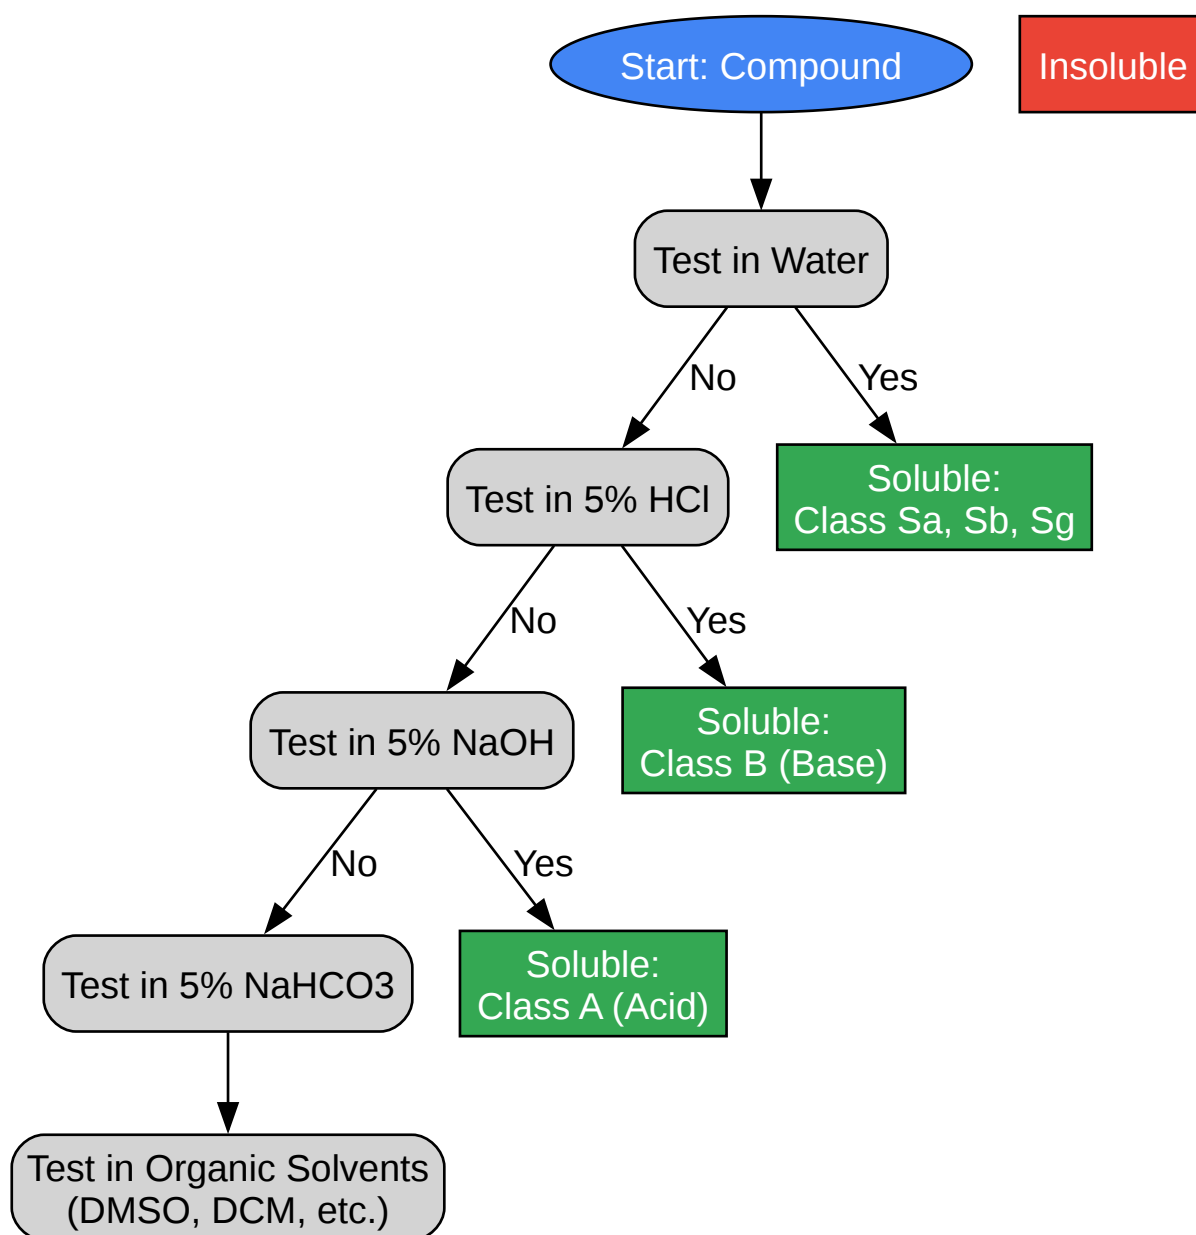 Start: Compound
Insoluble
Test in Water
No
Yes
Test in 5% HCl
Soluble:
Class Sa, Sb, Sg
No
Yes
Test in 5% NaOH
Soluble:
Class B (Base)
No
Yes
Test in 5% NaHCO3
Soluble:
Class A (Acid)
Test in Organic Solvents
(DMSO, DCM, etc.)